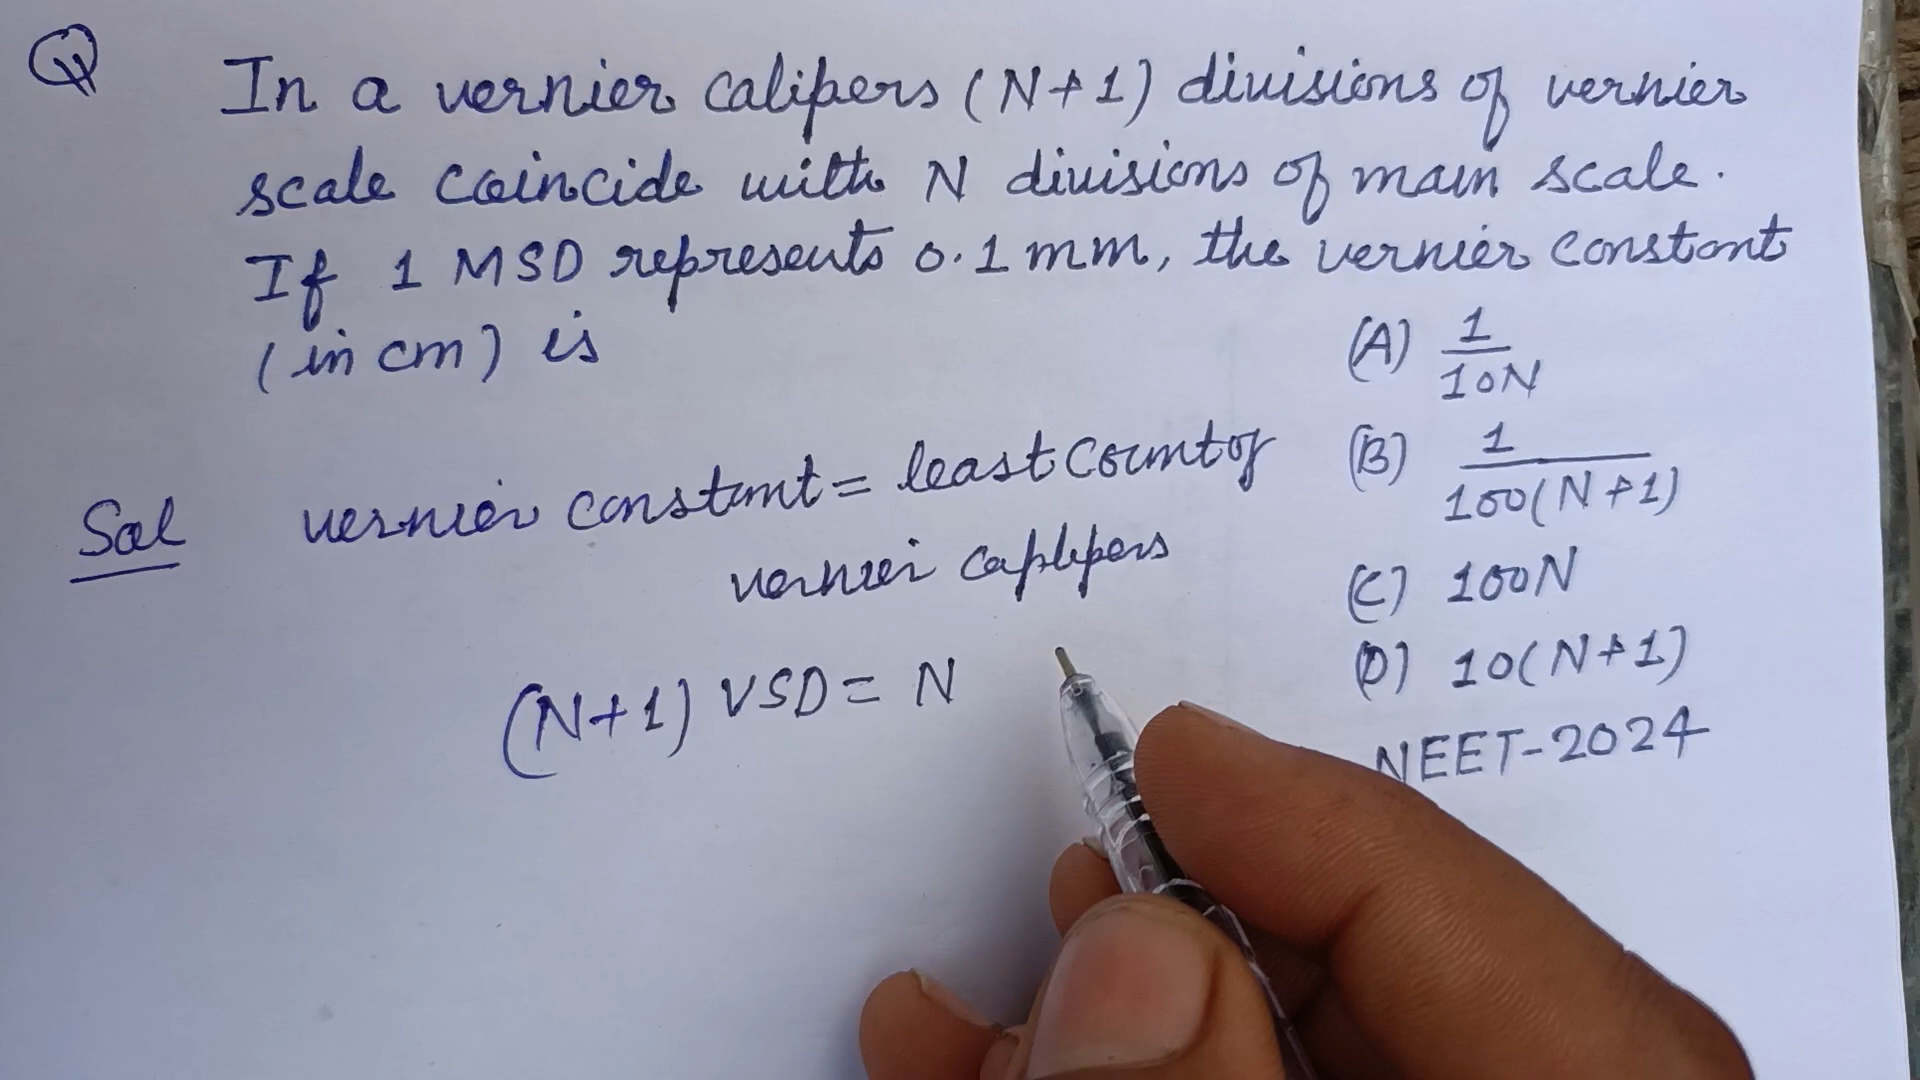 Q In a vernier calipers (N+1) divisions of vernier
scale coincide with N divisions of main scale.
If 1 MSD represents 0.1 mm, the vernier constant
(in cm) is
(A) 1/10N
(B) 1/100(N+1)
(C) 100N
(D) 10(N+1)
NEET-2024
Sol vernier constant = least count of
vernier caplipers
(N+1) VSD = N